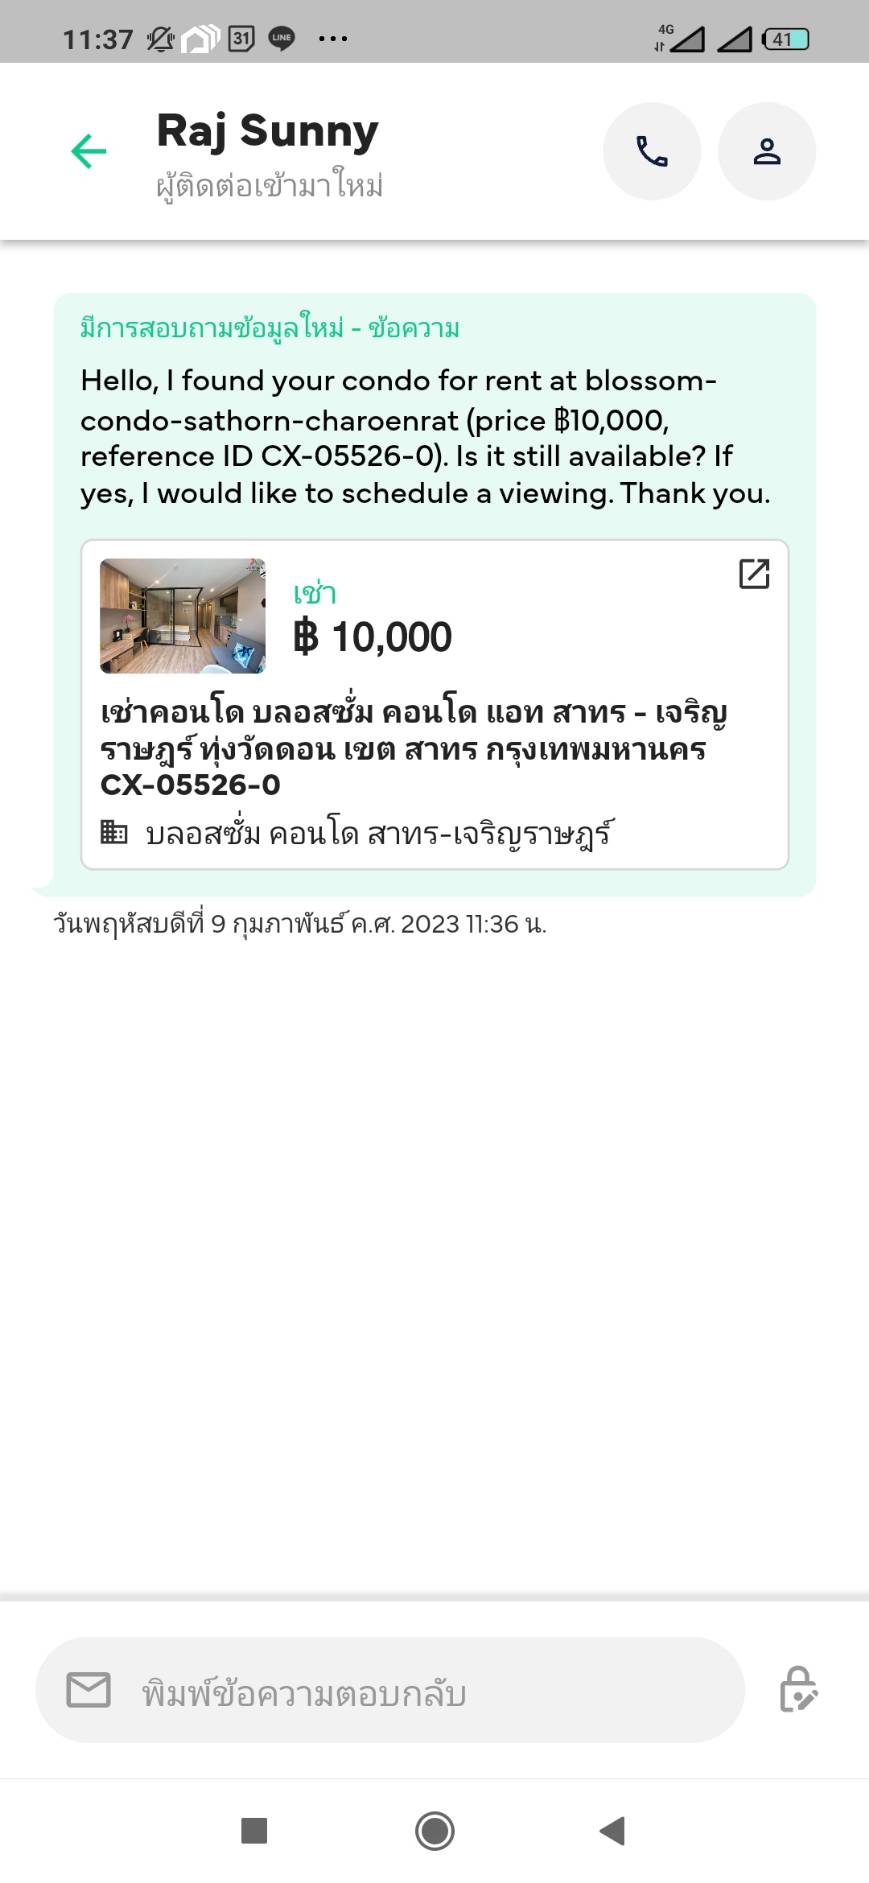 11:37 31 LINE ... 4G 41
Raj Sunny
ผู้ติดต่อเข้ามาใหม่
มีการสอบถามข้อมูลใหม่ - ข้อความ
Hello, I found your condo for rent at blossom-
condo-sathorn-charoenrat (price ฿10,000,
reference ID CX-05526-0). Is it still available? If
yes, I would like to schedule a viewing. Thank you.
เช่า
฿ 10,000
เช่าคอนโด บลอสซั่ม คอนโด แอท สาทร - เจริญ
ราษฎร์ ทุ่งวัดดอน เขต สาทร กรุงเทพมหานคร
CX-05526-0
บลอสซั่ม คอนโด สาทร-เจริญราษฎร์
วันพฤหัสบดีที่ 9 กุมภาพันธ์ ค.ศ. 2023 11:36 น.
พิมพ์ข้อความตอบกลับ